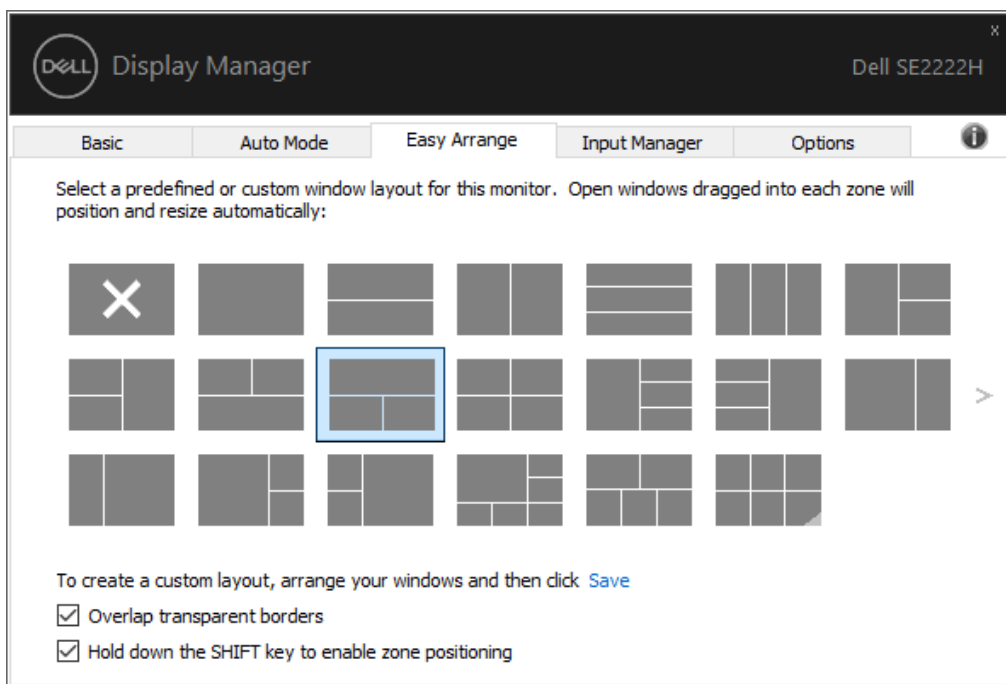 x
DELL Display Manager Dell SE2222H
Basic Auto Mode Easy Arrange Input Manager Options
Select a predefined or custom window layout for this monitor. Open windows dragged into each zone will
position and resize automatically:
To create a custom layout, arrange your windows and then click Save
Overlap transparent borders
Hold down the SHIFT key to enable zone positioning